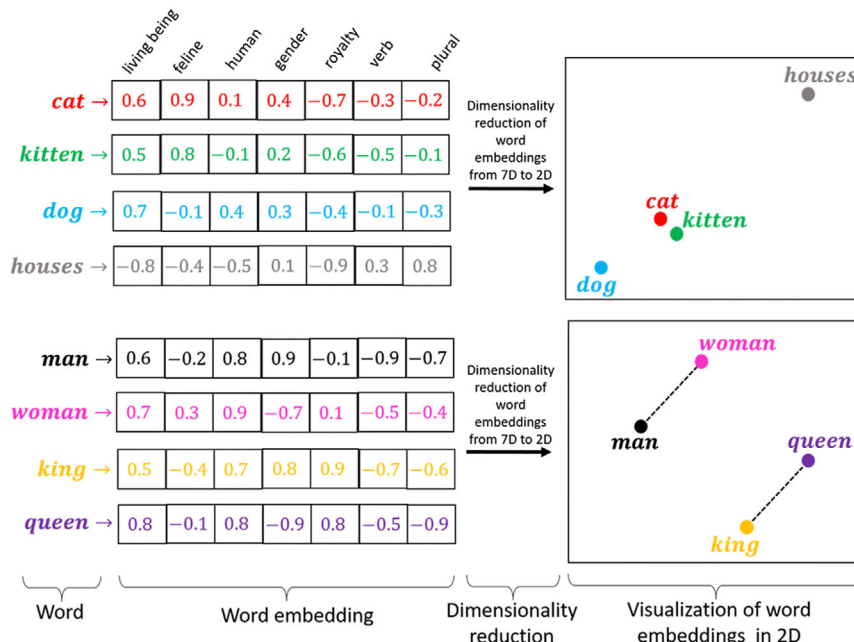 living being feline human gender royalty verb plural
cat → 0.6 0.9 0.1 0.4 −0.7 −0.3 −0.2
kitten → 0.5 0.8 −0.1 0.2 −0.6 −0.5 −0.1
dog → 0.7 −0.1 0.4 0.3 −0.4 −0.1 −0.3
houses → −0.8 −0.4 −0.5 0.1 −0.9 0.3 0.8
Dimensionality
reduction of
word
embeddings
from 7D to 2D
houses
cat
kitten
dog
man → 0.6 −0.2 0.8 0.9 −0.1 −0.9 −0.7
woman → 0.7 0.3 0.9 −0.7 0.1 −0.5 −0.4
king → 0.5 −0.4 0.7 0.8 0.9 −0.7 −0.6
queen → 0.8 −0.1 0.8 −0.9 0.8 −0.5 −0.9
Dimensionality
reduction of
word
embeddings
from 7D to 2D
woman
man
queen
king
Word
Word embedding
Dimensionality
reduction
Visualization of word
embeddings in 2D